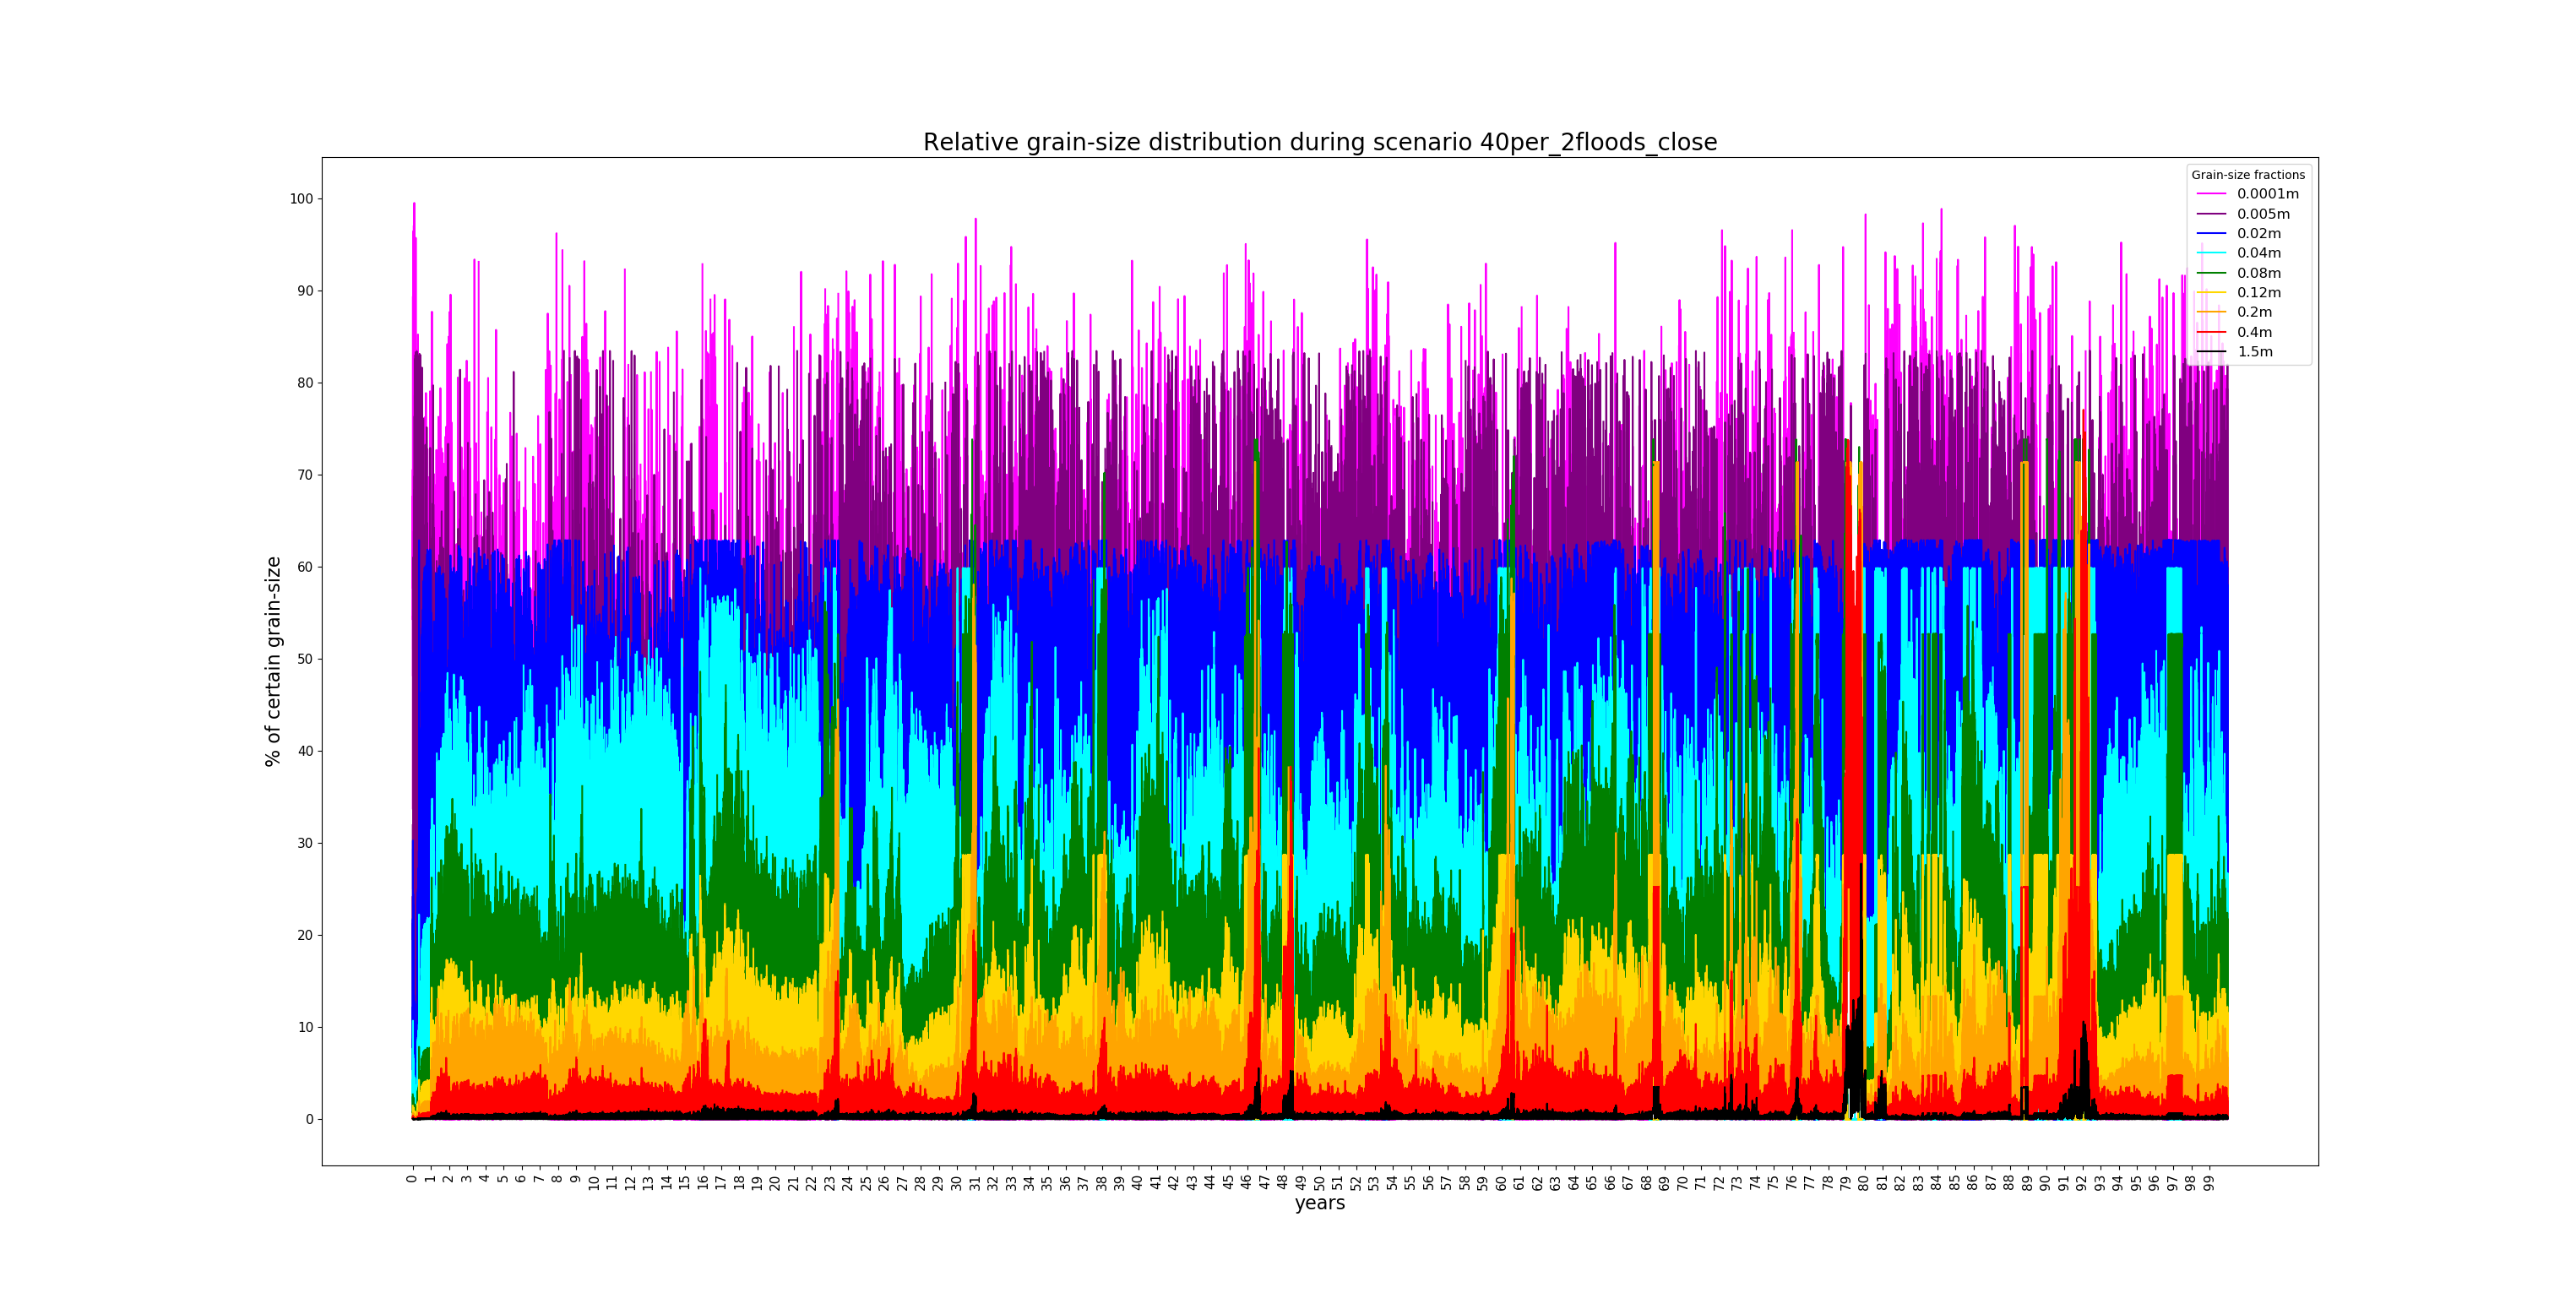 Relative grain-size distribution during scenario 40per_2floods_close
Grain-size fractions
0.0001m
0.005m
0.02m
0.04m
0.08m
0.12m
0.2m
0.4m
1.5m
% of certain grain-size
100
90
80
70
60
50
40
30
20
10
0
0 1 2 3 4 5 6 7 8 9 10 11 12 13 14 15 16 17 18 19 20 21 22 23 24 25 26 27 28 29 30 31 32 33 34 35 36 37 38 39 40 41 42 43 44 45 46 47 48 49 50 51 52 53 54 55 56 57 58 59 60 61 62 63 64 65 66 67 68 69 70 71 72 73 74 75 76 77 78 79 80 81 82 83 84 85 86 87 88 89 90 91 92 93 94 95 96 97 98 99
years